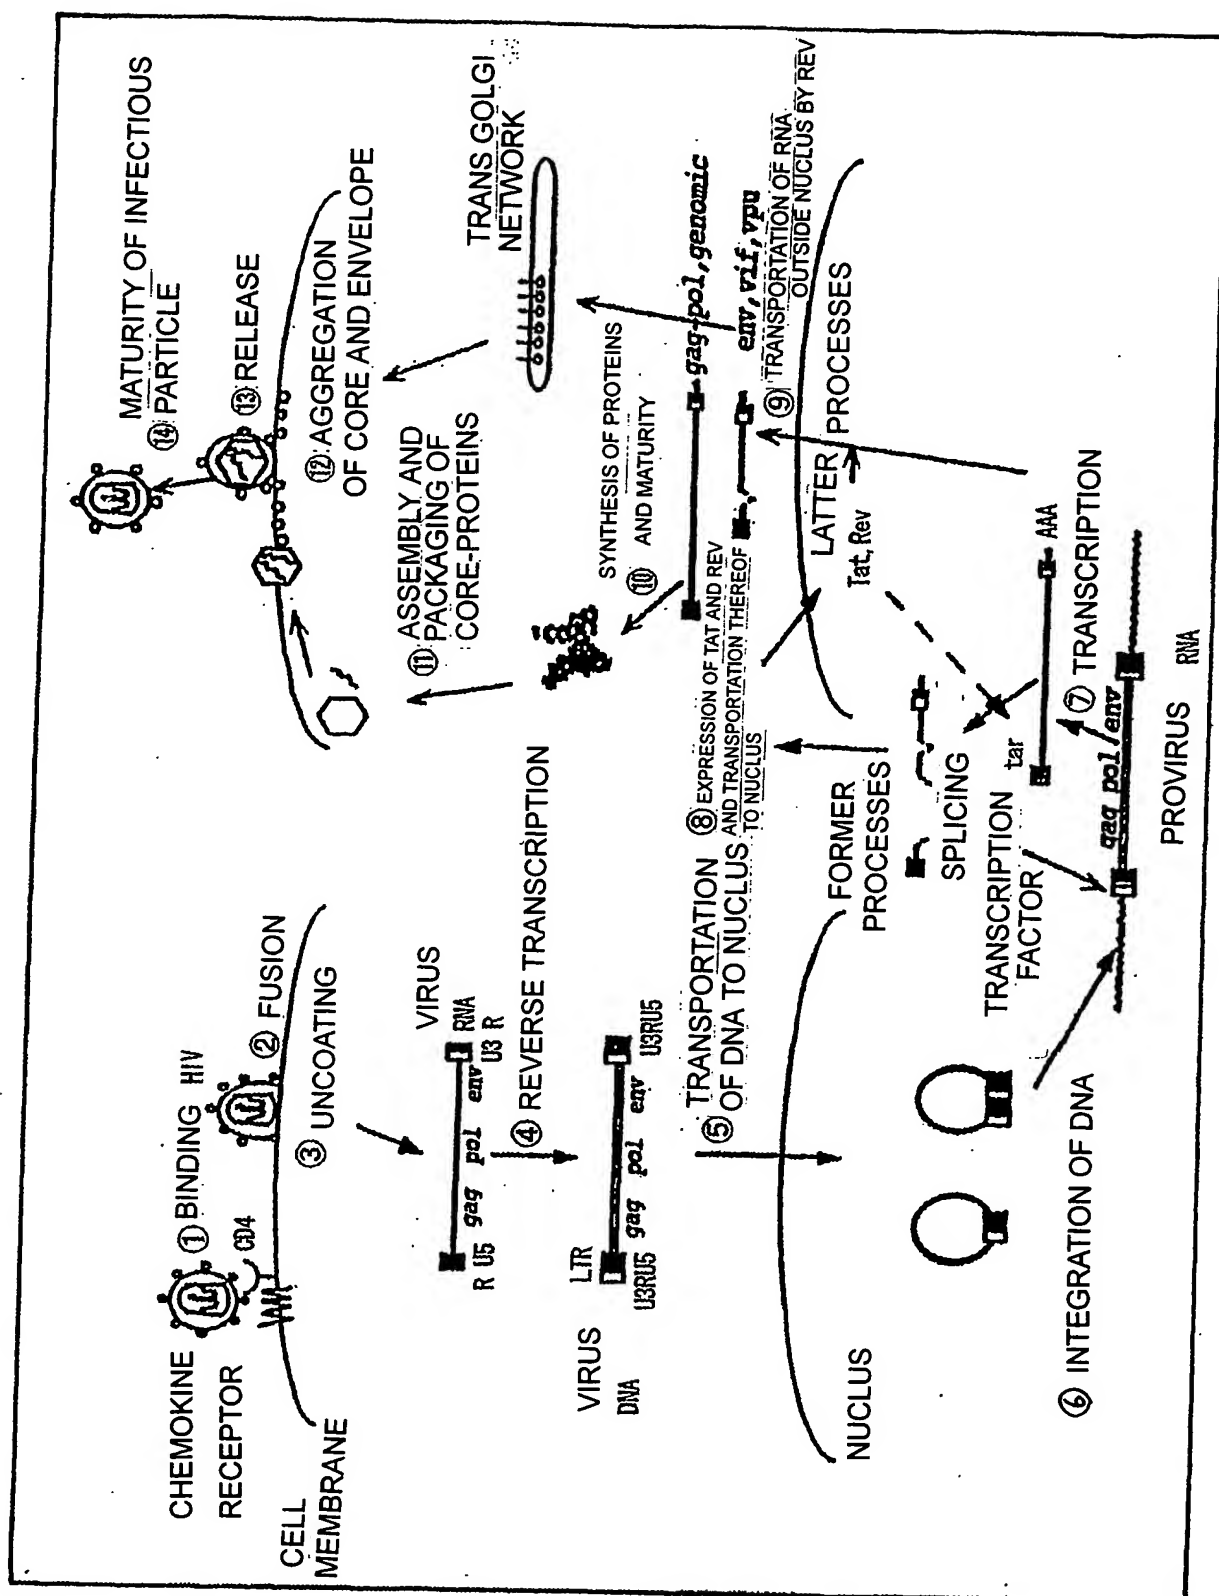 CHEMOKINE
RECEPTOR
① BINDING
CD4
HIV
② FUSION
CELL
MEMBRANE
③ UNCOATING
VIRUS
RNA
R U5
gag pol env
U3 R
④ REVERSE TRANSCRIPTION
VIRUS
DNA
LTR
U3RU5
gag pol env
U3RU5
⑤ TRANSPORTATION
OF DNA TO NUCLUS
NUCLUS
⑥ INTEGRATION OF DNA
FORMER
PROCESSES
SPLICING
TRANSCRIPTION
FACTOR
tar
AAA
⑦ TRANSCRIPTION
gag pol env
PROVIRUS
RNA
⑧ EXPRESSION OF TAT AND REV
AND TRANSPORTATION THEREOF
TO NUCLUS
LATTER
PROCESSES
Tat, Rev
⑨ TRANSPORTATION OF RNA
OUTSIDE NUCLUS BY REV
gag-pol, genomic
env, vif, vpu
SYNTHESIS OF PROTEINS
⑩ AND MATURITY
TRANS GOLGI
NETWORK
⑪ ASSEMBLY AND
PACKAGING OF
CORE-PROTEINS
⑫ AGGREGATION
OF CORE AND ENVELOPE
⑬ RELEASE
MATURITY OF INFECTIOUS
⑭ PARTICLE